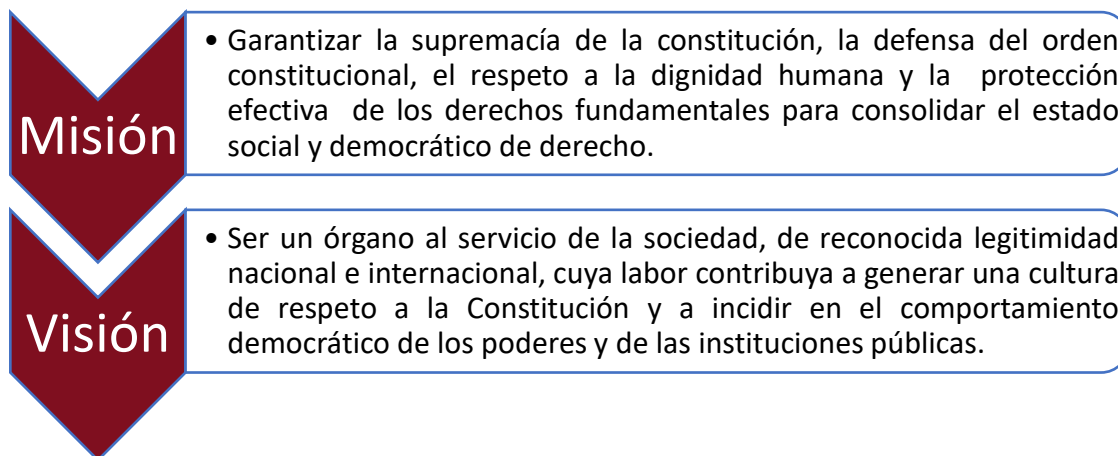 Misión
• Garantizar la supremacía de la constitución, la defensa del orden
constitucional, el respeto a la dignidad humana y la protección
efectiva de los derechos fundamentales para consolidar el estado
social y democrático de derecho.
Visión
• Ser un órgano al servicio de la sociedad, de reconocida legitimidad
nacional e internacional, cuya labor contribuya a generar una cultura
de respeto a la Constitución y a incidir en el comportamiento
democrático de los poderes y de las instituciones públicas.